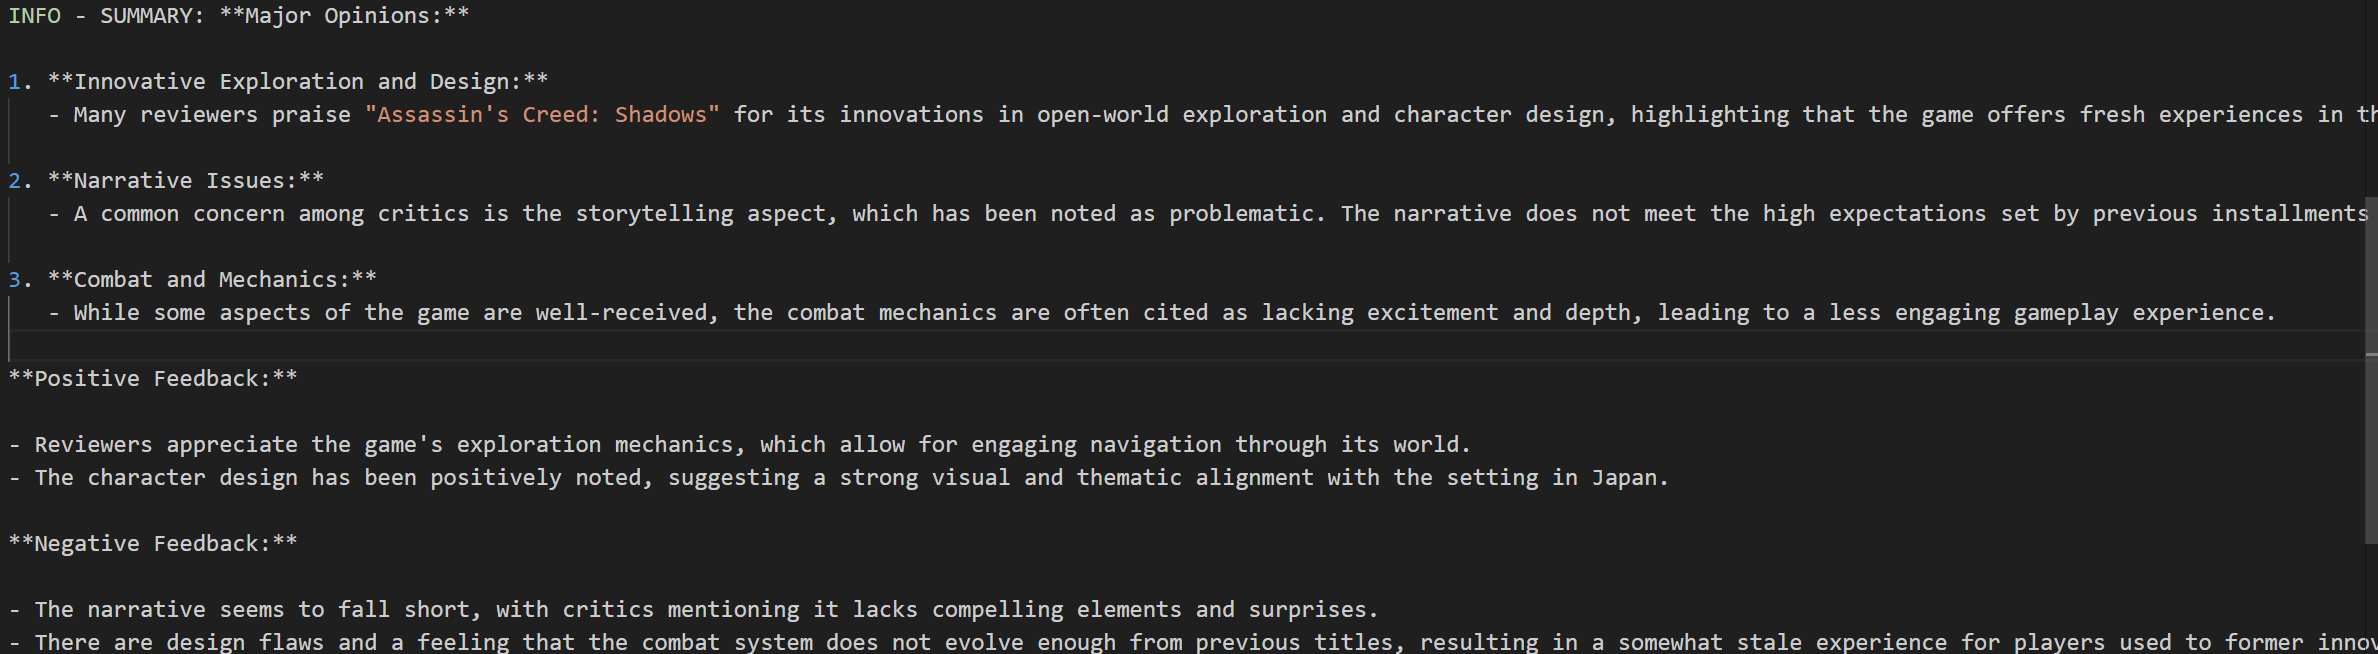 INFO - SUMMARY: **Major Opinions:**
1. **Innovative Exploration and Design:**
- Many reviewers praise "Assassin's Creed: Shadows" for its innovations in open-world exploration and character design, highlighting that the game offers fresh experiences in th
2. **Narrative Issues:**
- A common concern among critics is the storytelling aspect, which has been noted as problematic. The narrative does not meet the high expectations set by previous installments
3. **Combat and Mechanics:**
- While some aspects of the game are well-received, the combat mechanics are often cited as lacking excitement and depth, leading to a less engaging gameplay experience.
**Positive Feedback:**
- Reviewers appreciate the game's exploration mechanics, which allow for engaging navigation through its world.
- The character design has been positively noted, suggesting a strong visual and thematic alignment with the setting in Japan.
**Negative Feedback:**
- The narrative seems to fall short, with critics mentioning it lacks compelling elements and surprises.
- There are design flaws and a feeling that the combat system does not evolve enough from previous titles, resulting in a somewhat stale experience for players used to former innov